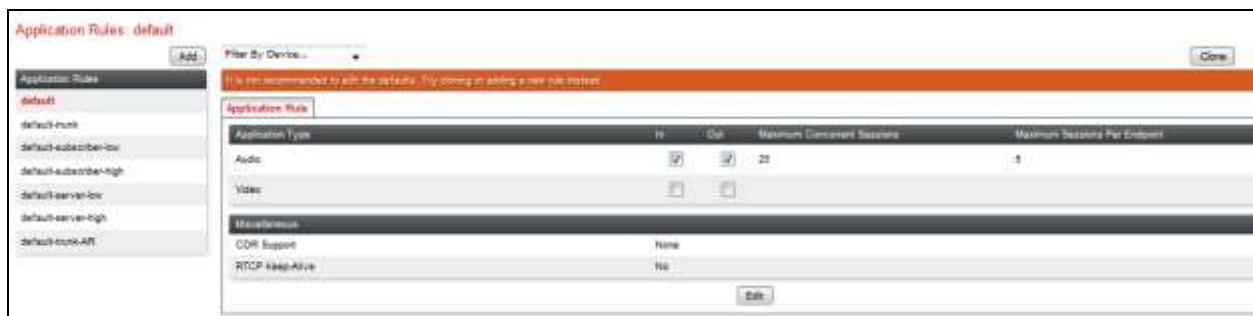 Application Rules: default
Add
Filter By Device...
Clone
Application Rules
default
default-trunk
default-subscriber-low
default-subscriber-high
default-server-low
default-server-high
default-trunk-AR
It is not recommended to edit the defaults. Try cloning or adding a new rule instead.
Application Rule
Application Type In Out Maximum Concurrent Sessions Maximum Sessions Per Endpoint
Audio 25 5
Video
Miscellaneous
CDR Support None
RTCP Keep-Alive No
Edit